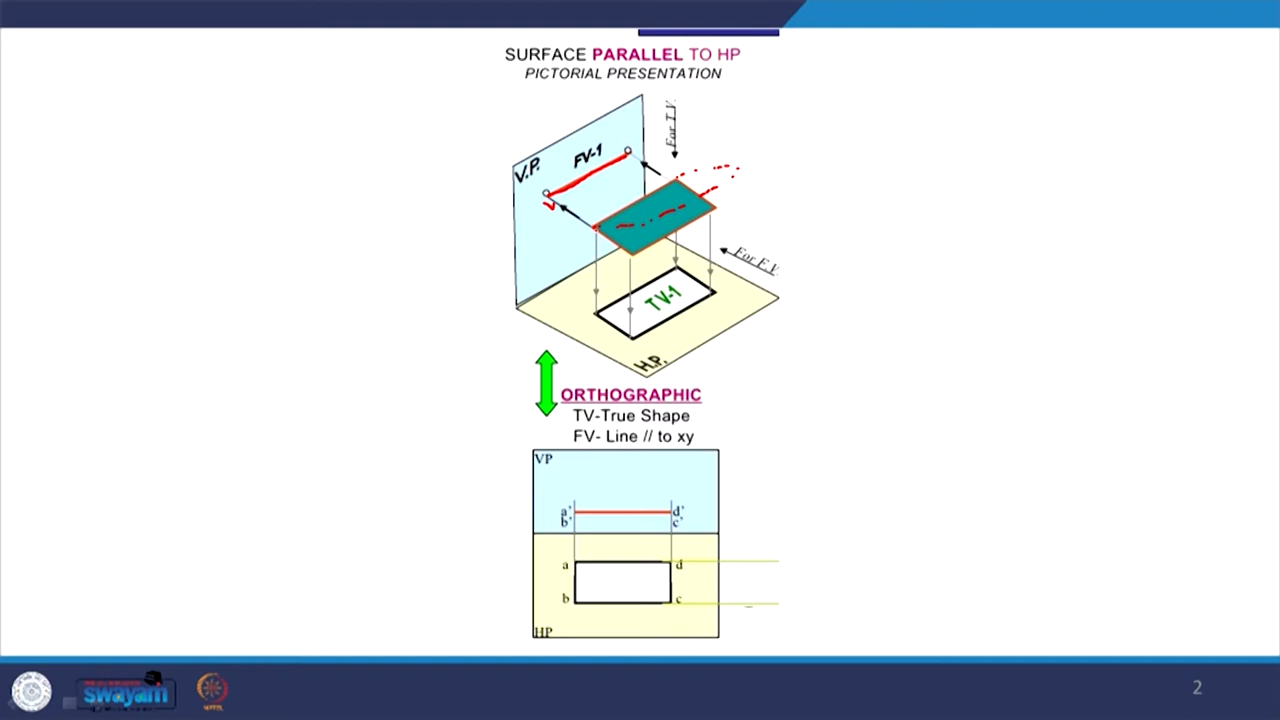 SURFACE PARALLEL TO HP
PICTORIAL PRESENTATION
For T.V.
V.P.
FV-1
For F.V.
TV-1
H.P.
ORTHOGRAPHIC
TV-True Shape
FV- Line // to xy
VP
a' d'
b' c'
a d
b c
HP
swayam
2